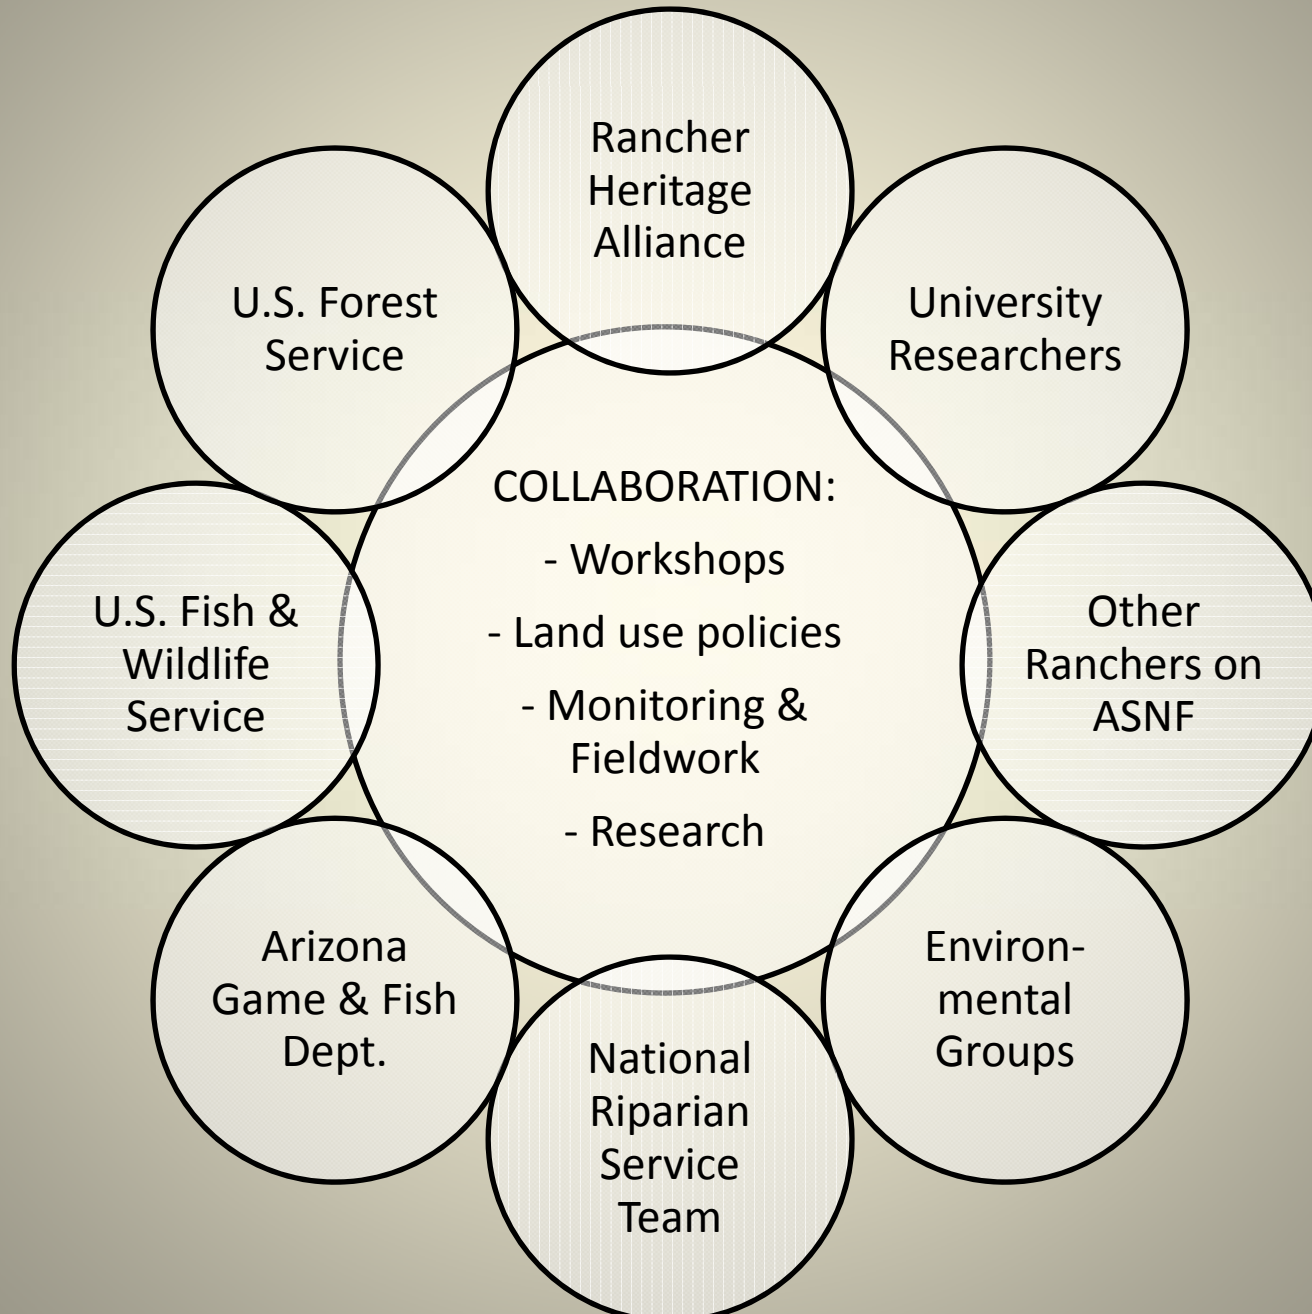 Rancher
Heritage
Alliance
U.S. Forest
Service
University
Researchers
COLLABORATION:
- Workshops
- Land use policies
- Monitoring &
Fieldwork
- Research
U.S. Fish &
Wildlife
Service
Other
Ranchers on
ASNF
Arizona
Game & Fish
Dept.
Environ-
mental
Groups
National
Riparian
Service
Team